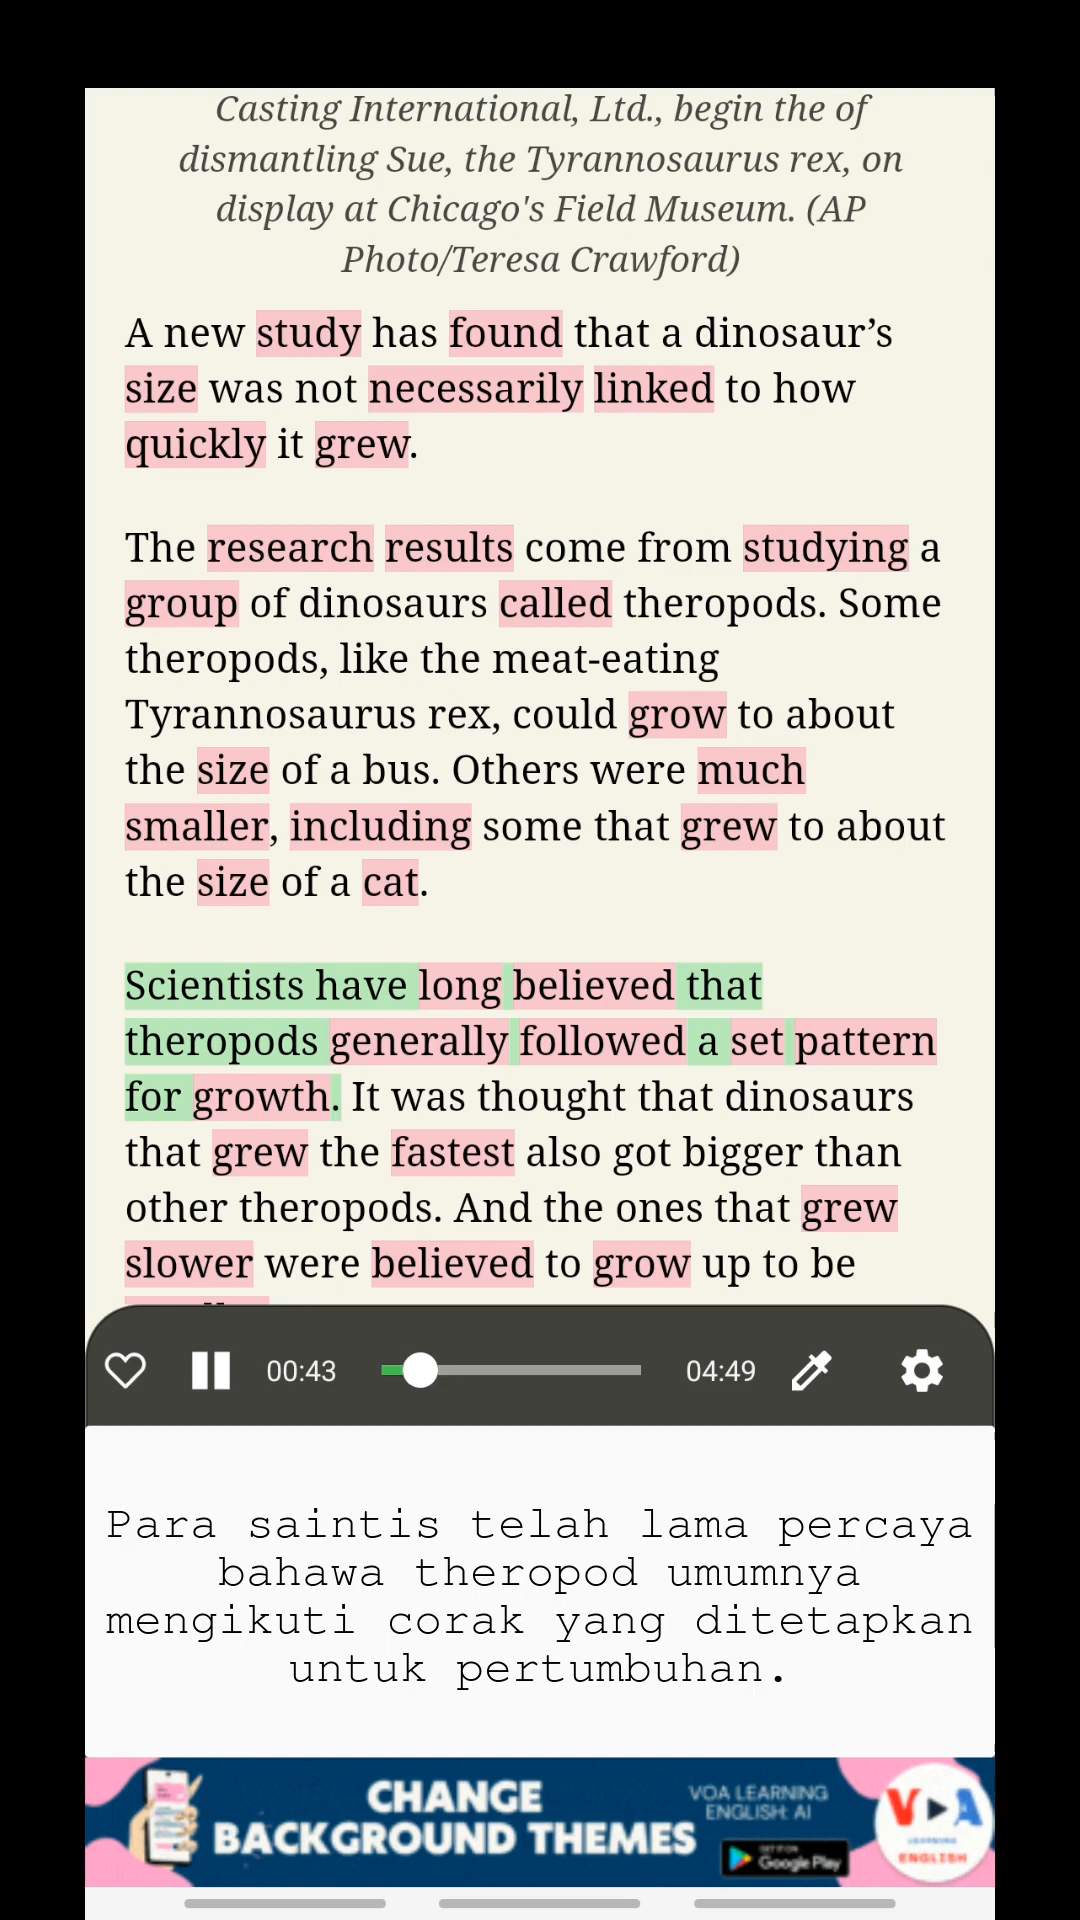 Casting International, Ltd., begin the of
dismantling Sue, the Tyrannosaurus rex, on
display at Chicago's Field Museum. (AP
Photo/Teresa Crawford)
A new study has found that a dinosaur’s
size was not necessarily linked to how
quickly it grew.
The research results come from studying a
group of dinosaurs called theropods. Some
theropods, like the meat-eating
Tyrannosaurus rex, could grow to about
the size of a bus. Others were much
smaller, including some that grew to about
the size of a cat.
Scientists have long believed that
theropods generally followed a set pattern
for growth. It was thought that dinosaurs
that grew the fastest also got bigger than
other theropods. And the ones that grew
slower were believed to grow up to be
00:43
04:49
Para saintis telah lama percaya
bahawa theropod umumnya
mengikuti corak yang ditetapkan
untuk pertumbuhan.
CHANGE
BACKGROUND THEMES
VOA LEARNING
ENGLISH: AI
GET IT ON
Google Play
VOA
LEARNING
ENGLISH